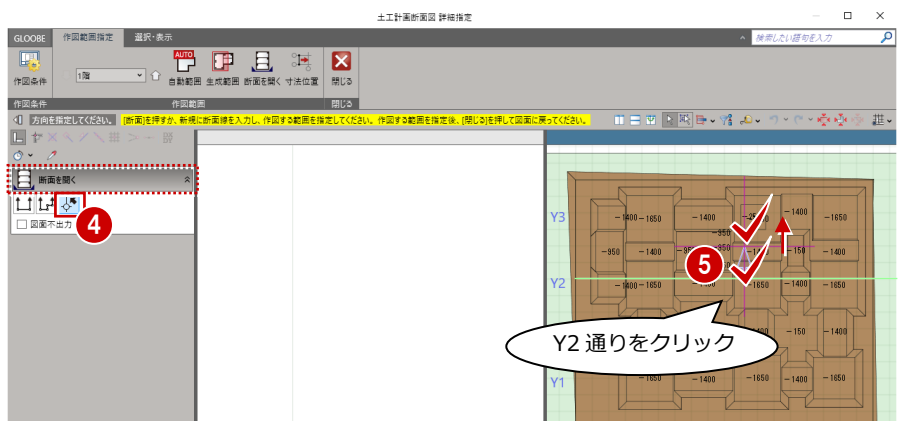 土工計画断面図 詳細指定
GLOOBE 作図範囲指定 選択・表示 検索したい語句を入力
作図条件 1階 AUTO 自動範囲 生成範囲 断面を開く 寸法位置 閉じる
作図条件 作図範囲 閉じる
方向を指定してください。 [断面]を押すか、新規に断面線を入力し、作図する範囲を指定してください。作図する範囲を指定後、[閉じる]を押して図面に戻ってください。
断面を開く
図面不出力
4
Y3 -1400 -1650 -1400 -1400 -1650
-950 -1400 -150 -1400
5
Y2 -1400 -1650 -1650 -1400 -1650
Y2 通りをクリック
-150 -1400
Y1 -1650 -1400 -1650 -1400 -1650